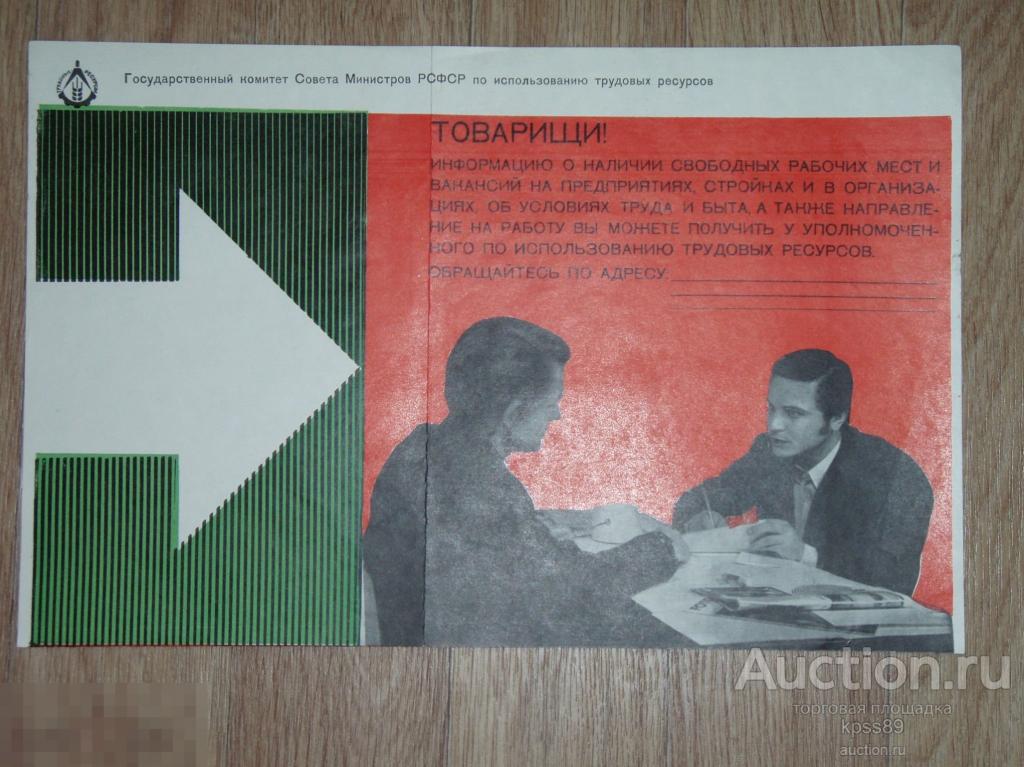 ТРУДОВЫЕ РЕСУРСЫ
Государственный комитет Совета Министров РСФСР по использованию трудовых ресурсов
ТОВАРИЩИ!
ИНФОРМАЦИЮ О НАЛИЧИИ СВОБОДНЫХ РАБОЧИХ МЕСТ И
ВАКАНСИЙ НА ПРЕДПРИЯТИЯХ, СТРОЙКАХ И В ОРГАНИЗА-
ЦИЯХ, ОБ УСЛОВИЯХ ТРУДА И БЫТА, А ТАКЖЕ НАПРАВЛЕ-
НИЕ НА РАБОТУ ВЫ МОЖЕТЕ ПОЛУЧИТЬ У УПОЛНОМОЧЕН-
НОГО ПО ИСПОЛЬЗОВАНИЮ ТРУДОВЫХ РЕСУРСОВ.
ОБРАЩАЙТЕСЬ ПО АДРЕСУ:
Auction.ru
торговая площадка
kpss89
auction.ru